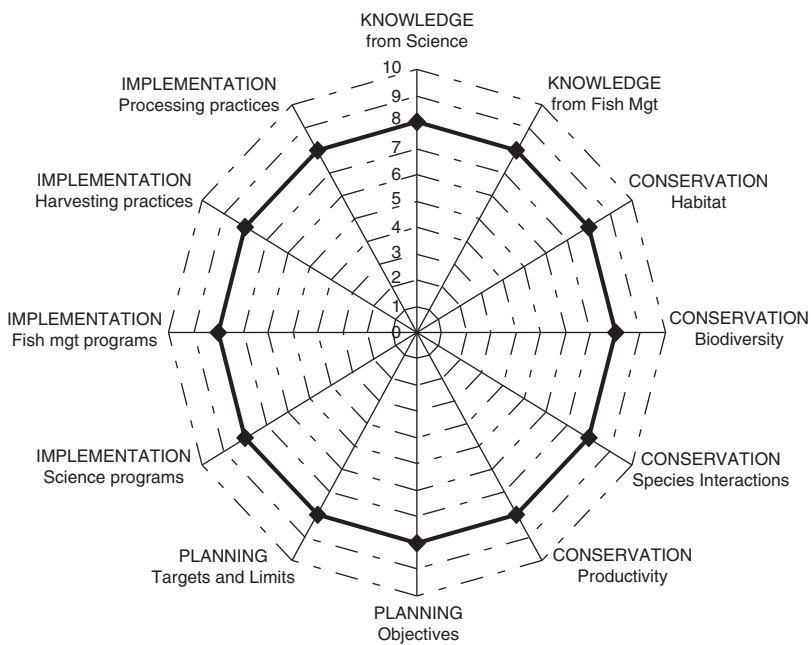 KNOWLEDGE
from Science
KNOWLEDGE
from Fish Mgt
CONSERVATION
Habitat
CONSERVATION
Biodiversity
CONSERVATION
Species Interactions
CONSERVATION
Productivity
PLANNING
Objectives
PLANNING
Targets and Limits
IMPLEMENTATION
Science programs
IMPLEMENTATION
Fish mgt programs
IMPLEMENTATION
Harvesting practices
IMPLEMENTATION
Processing practices
10
9
8
7
6
5
4
3
2
1
0